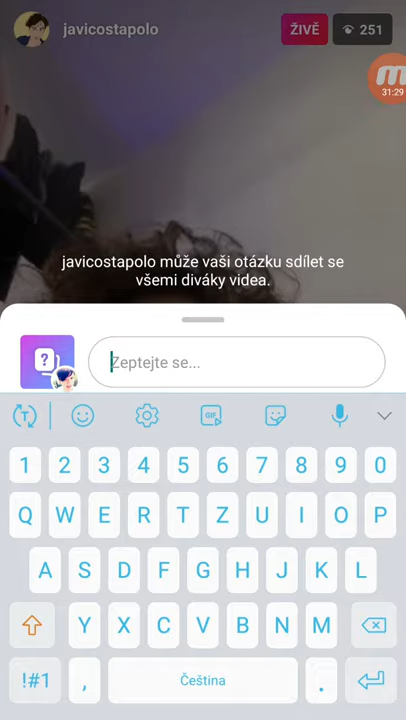 javicostapolo ŽIVĚ 251
31:29
javicostapolo může vaši otázku sdílet se
všemi diváky videa.
?
Zeptejte se...
T GIF
1 2 3 4 5 6 7 8 9 0
Q W E R T Z U I O P
A S D F G H J K L
Y X C V B N M
!#1 , Čeština .